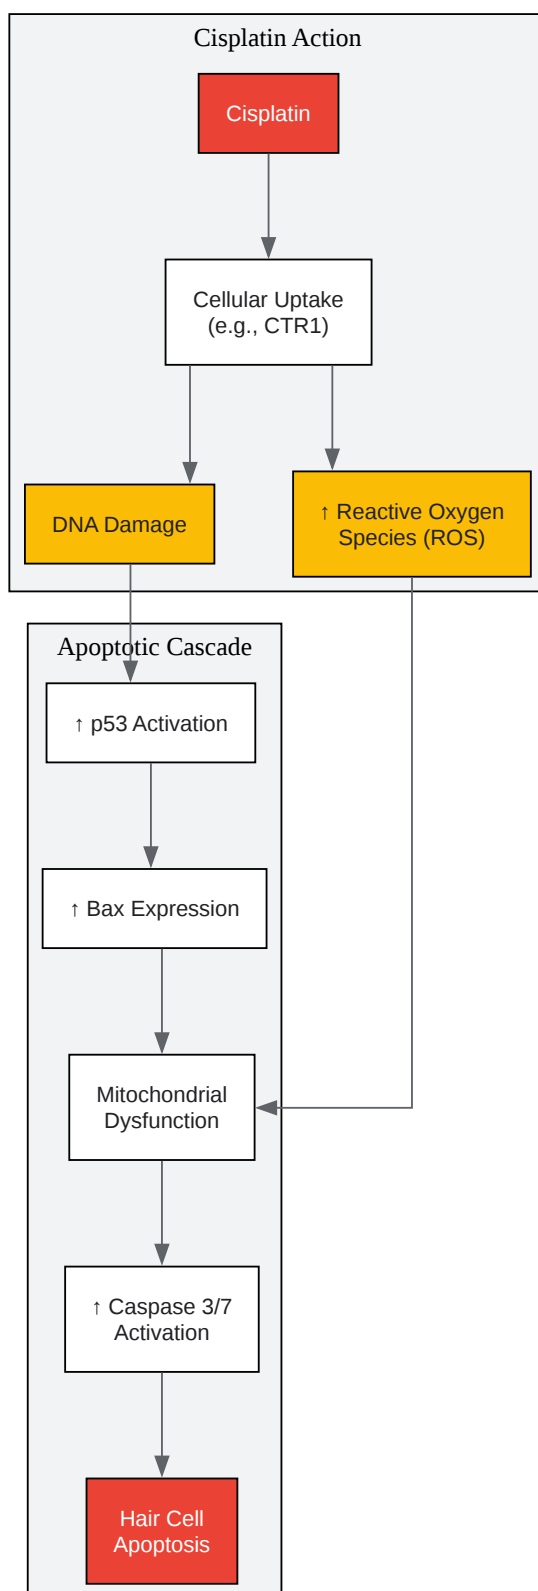 Cisplatin Action
Cisplatin
Cellular Uptake
(e.g., CTR1)
DNA Damage
↑ Reactive Oxygen
Species (ROS)
Apoptotic Cascade
↑ p53 Activation
↑ Bax Expression
Mitochondrial
Dysfunction
↑ Caspase 3/7
Activation
Hair Cell
Apoptosis